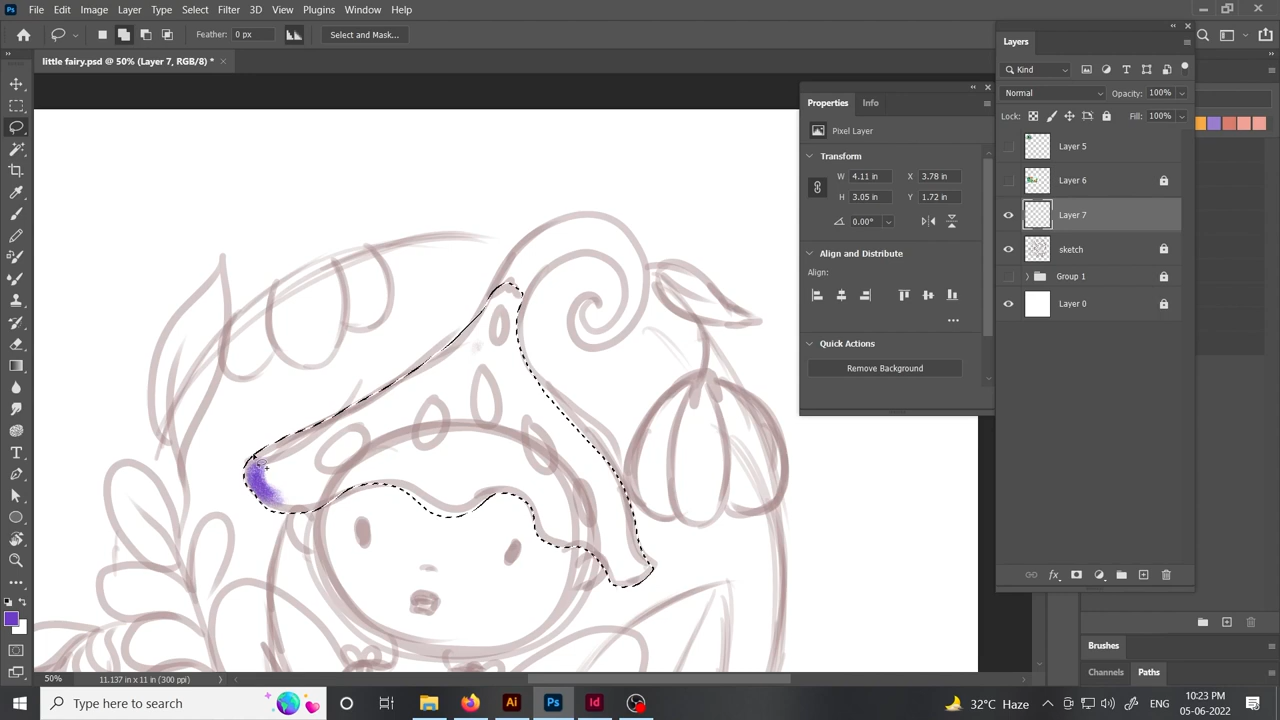 File Edit Image Layer Type Select Filter 3D View Plugins Window Help
Feather: 0 px Select and Mask...
little fairy.psd @ 50% (Layer 7, RGB/8) * ×
Properties Info
Pixel Layer
Transform
W 4.11 in X 3.78 in
H 3.05 in Y 1.72 in
0.00°
Align and Distribute
Align:
Quick Actions
Remove Background
Layers
Kind
Normal Opacity: 100%
Lock: Fill: 100%
Layer 5
Layer 6
Layer 7
sketch
Group 1
Layer 0
fx
Brushes
Channels Paths
50% 11.137 in x 11 in (300 ppi)
Type here to search
Ai Ps Id
32°C Haze ENG 10:23 PM
05-06-2022